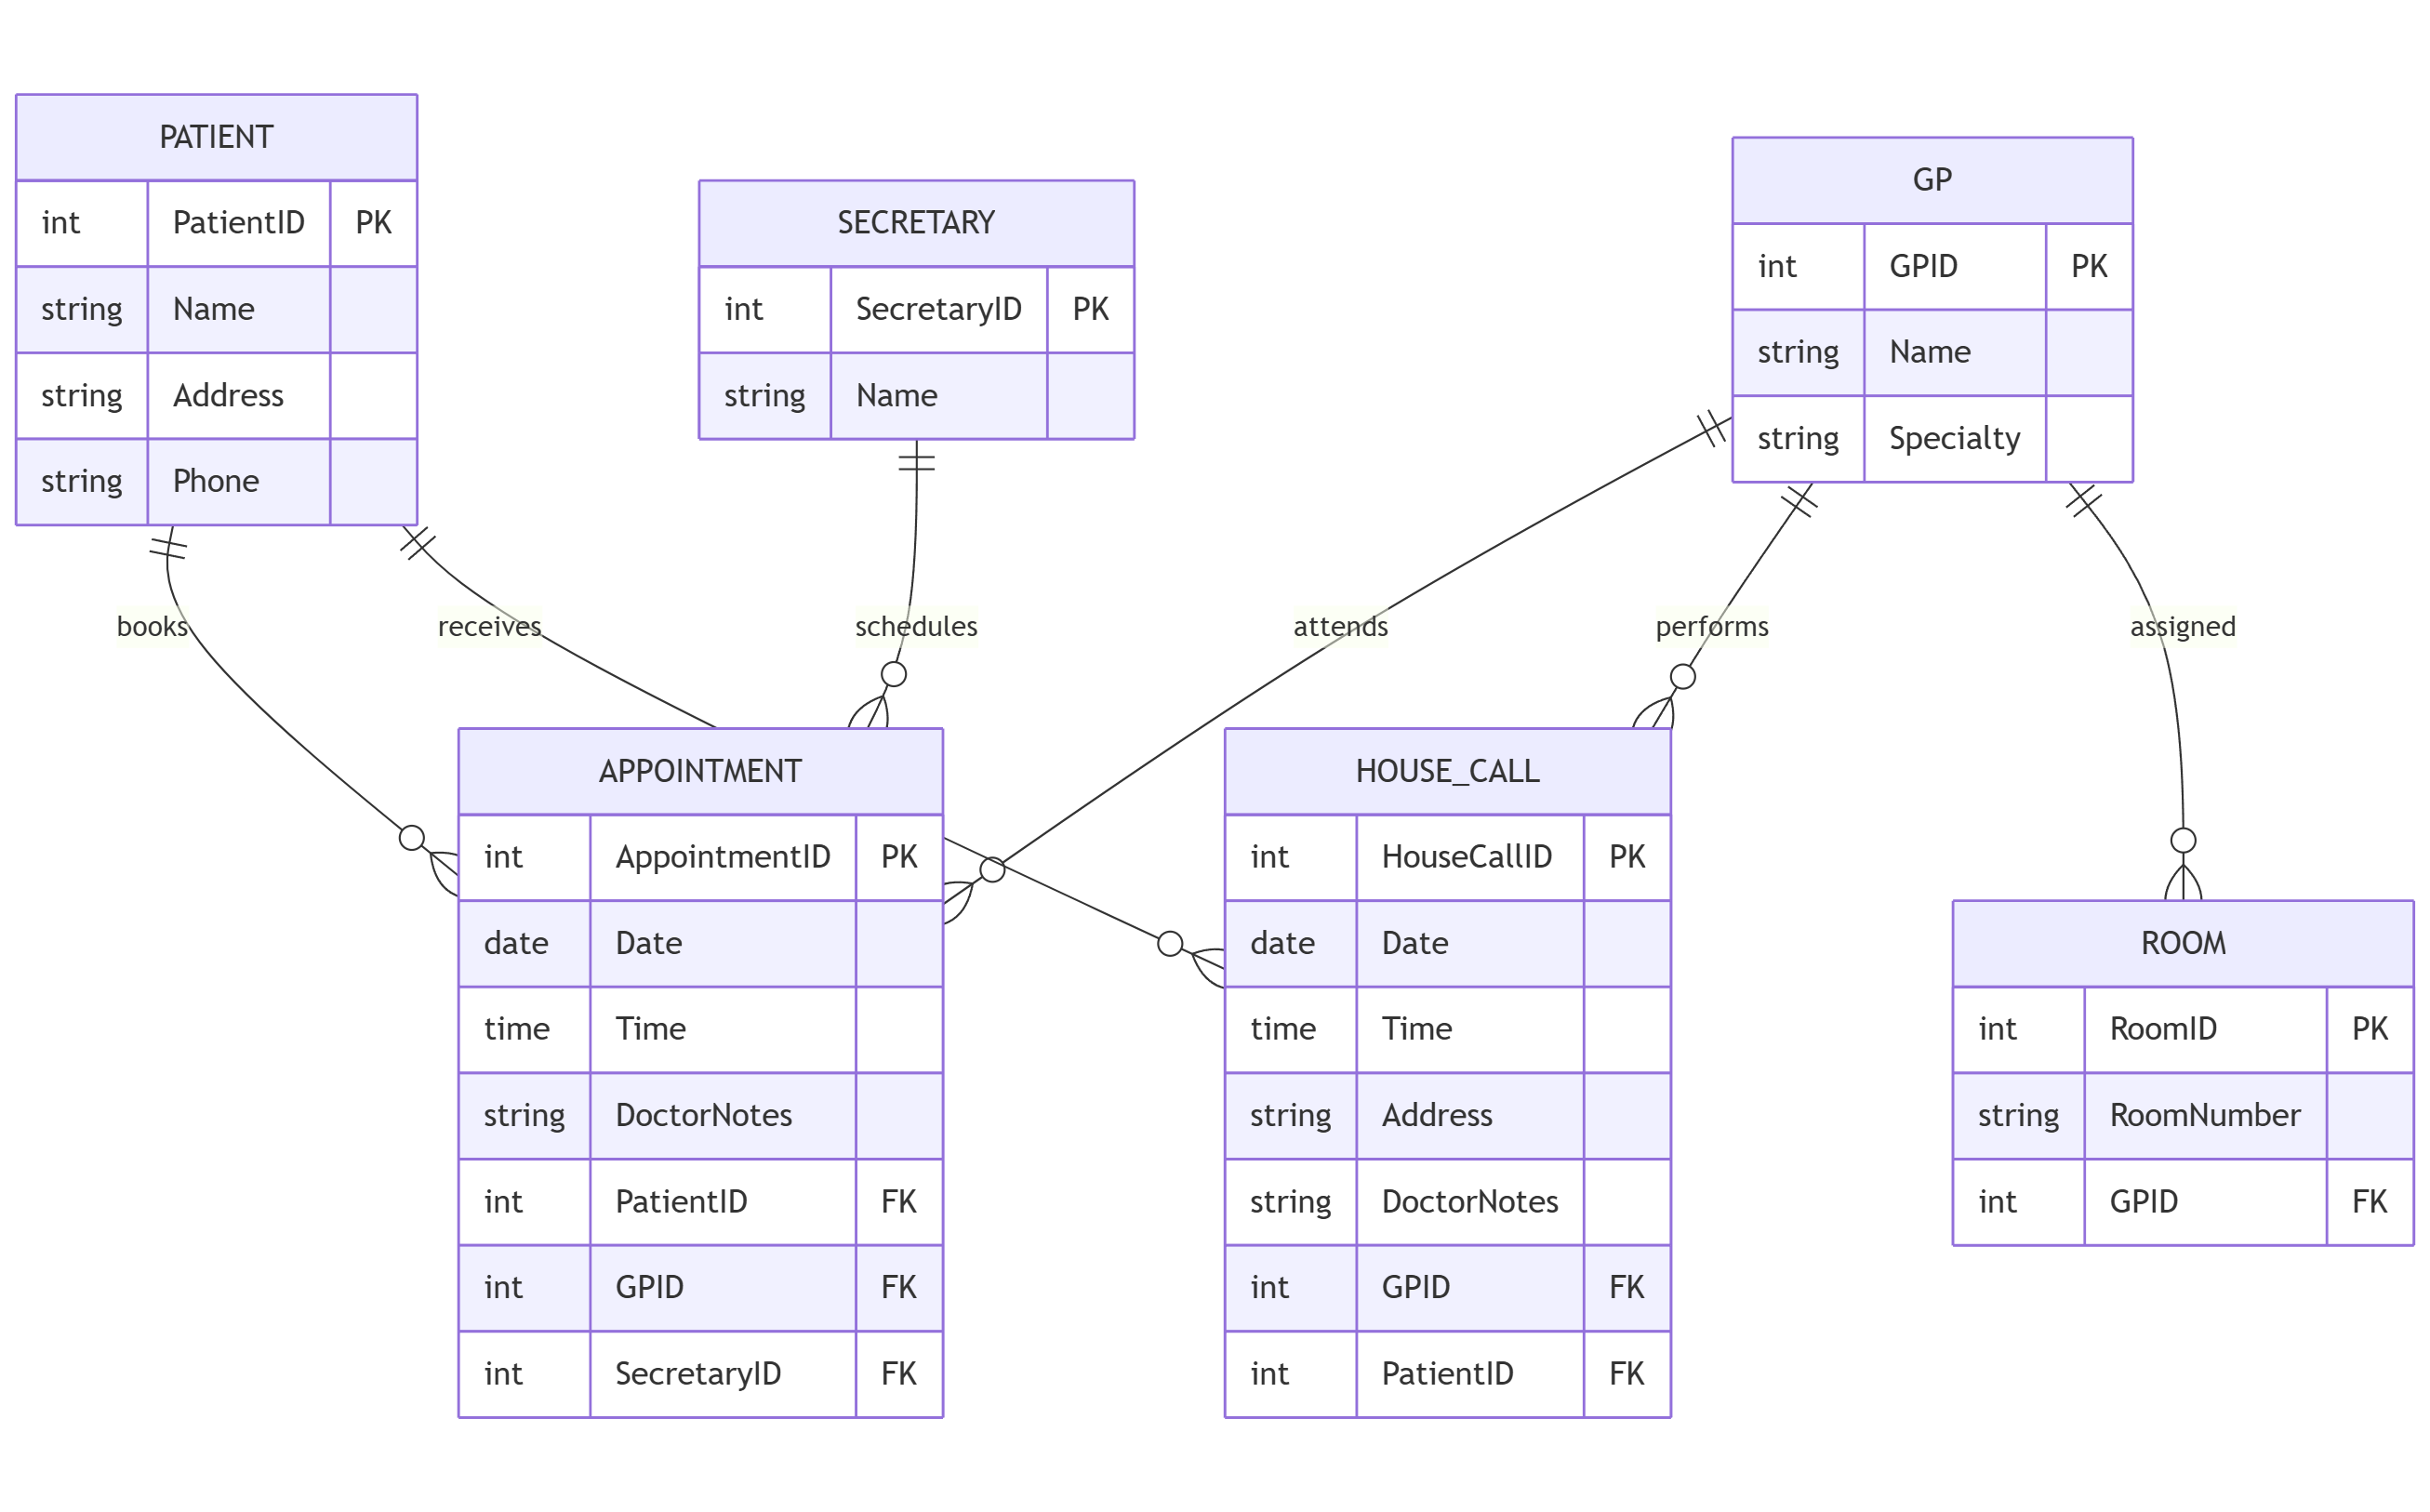 PATIENT
int PatientID PK
string Name
string Address
string Phone
SECRETARY
int SecretaryID PK
string Name
GP
int GPID PK
string Name
string Specialty
books
receives
schedules
attends
performs
assigned
APPOINTMENT
int AppointmentID PK
date Date
time Time
string DoctorNotes
int PatientID FK
int GPID FK
int SecretaryID FK
HOUSE_CALL
int HouseCallID PK
date Date
time Time
string Address
string DoctorNotes
int GPID FK
int PatientID FK
ROOM
int RoomID PK
string RoomNumber
int GPID FK